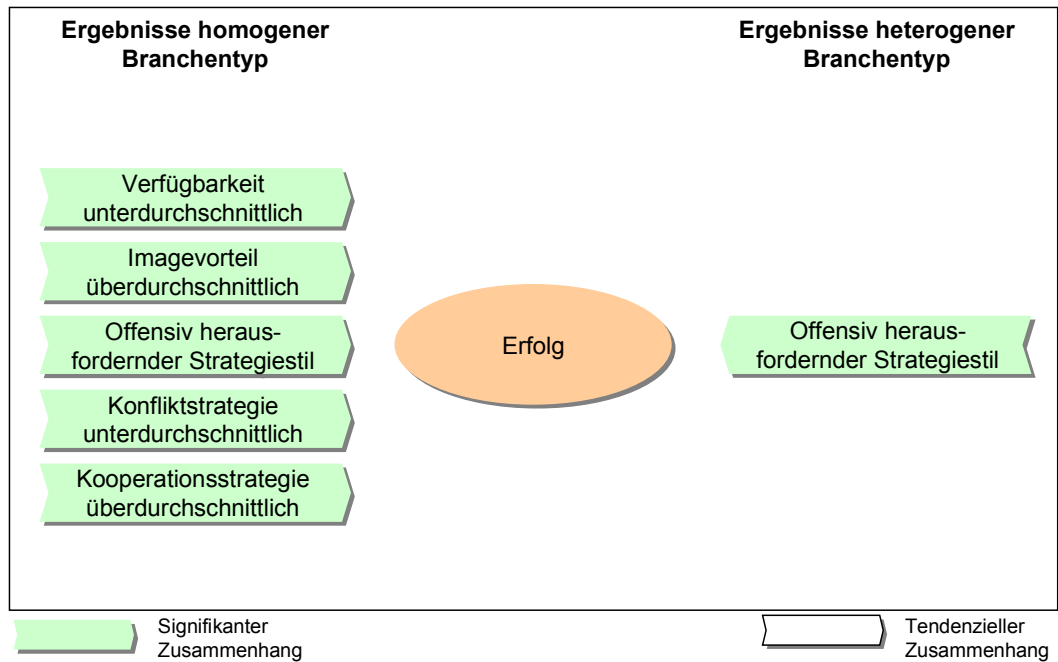 Ergebnisse homogener
Branchentyp
Ergebnisse heterogener
Branchentyp
Verfügbarkeit
unterdurchschnittlich
Imagevorteil
überdurchschnittlich
Offensiv heraus-
fordernder Strategiestil
Konfliktstrategie
unterdurchschnittlich
Kooperationsstrategie
überdurchschnittlich
Erfolg
Offensiv heraus-
fordernder Strategiestil
Signifikanter
Zusammenhang
Tendenzieller
Zusammenhang